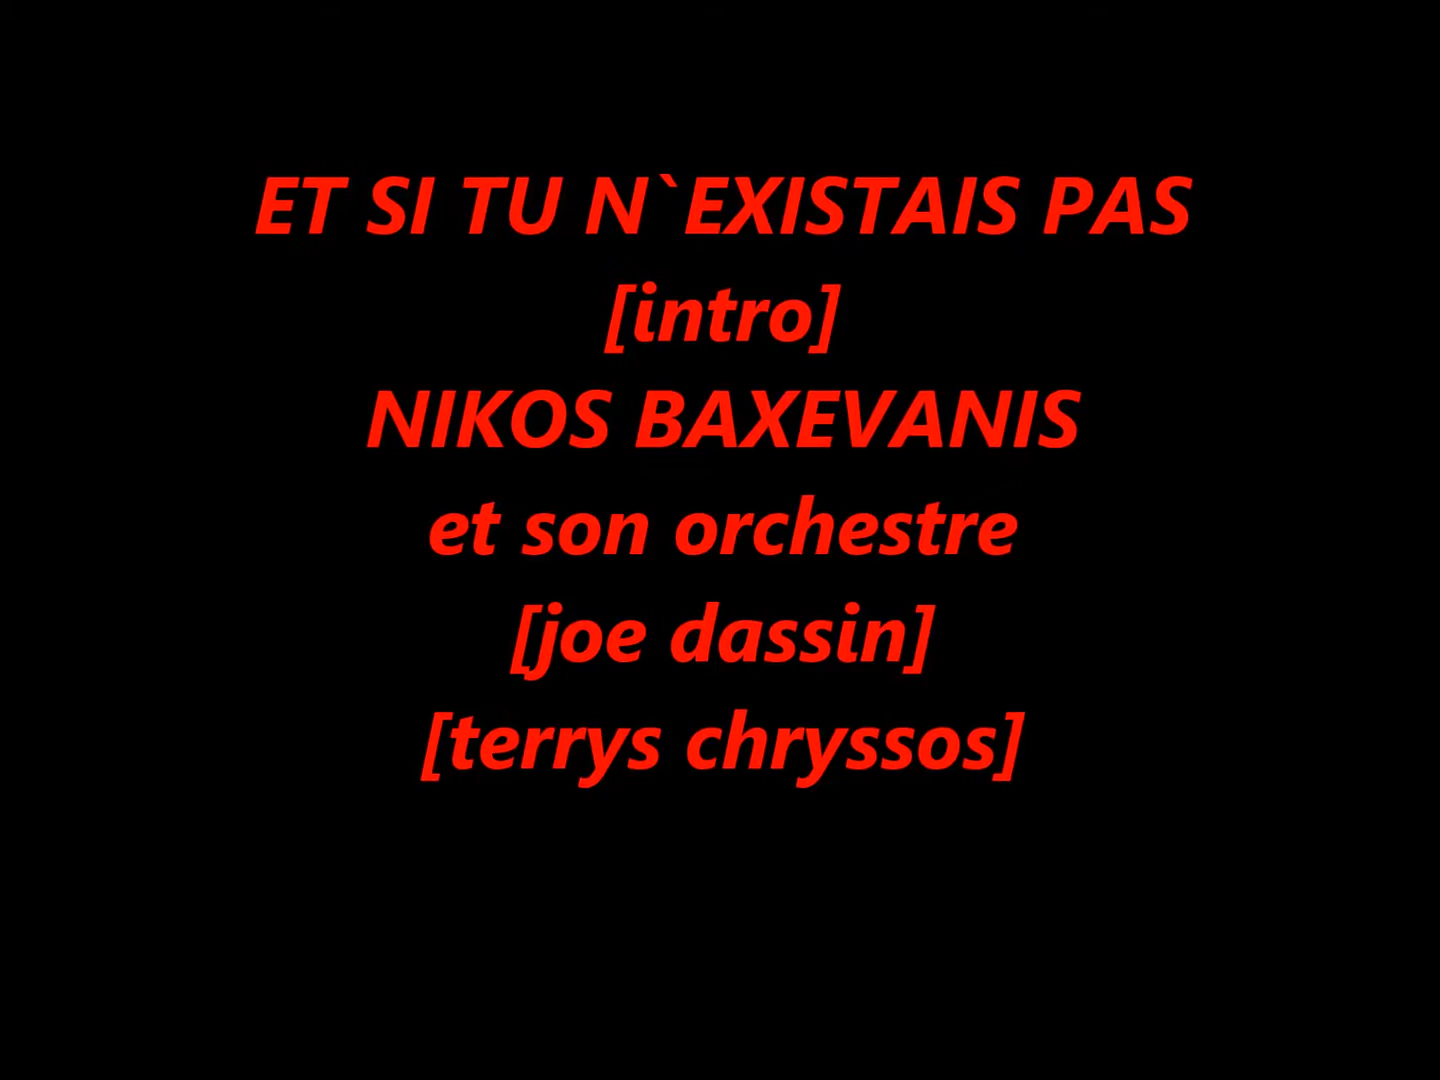 ET SI TU N`EXISTAIS PAS
[intro]
NIKOS BAXEVANIS
et son orchestre
[joe dassin]
[terrys chryssos]